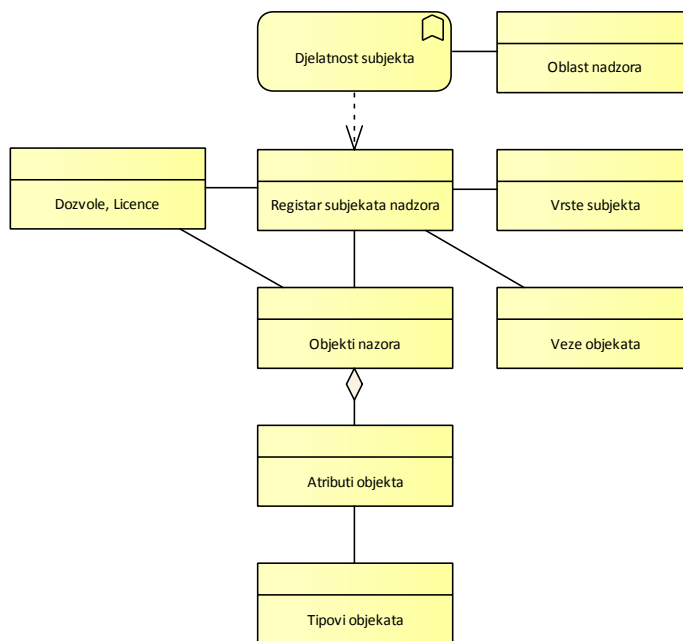 Djelatnost subjekta
Oblast nadzora
Dozvole, Licence
Registar subjekata nadzora
Vrste subjekta
Objekti nazora
Veze objekata
Atributi objekta
Tipovi objekata